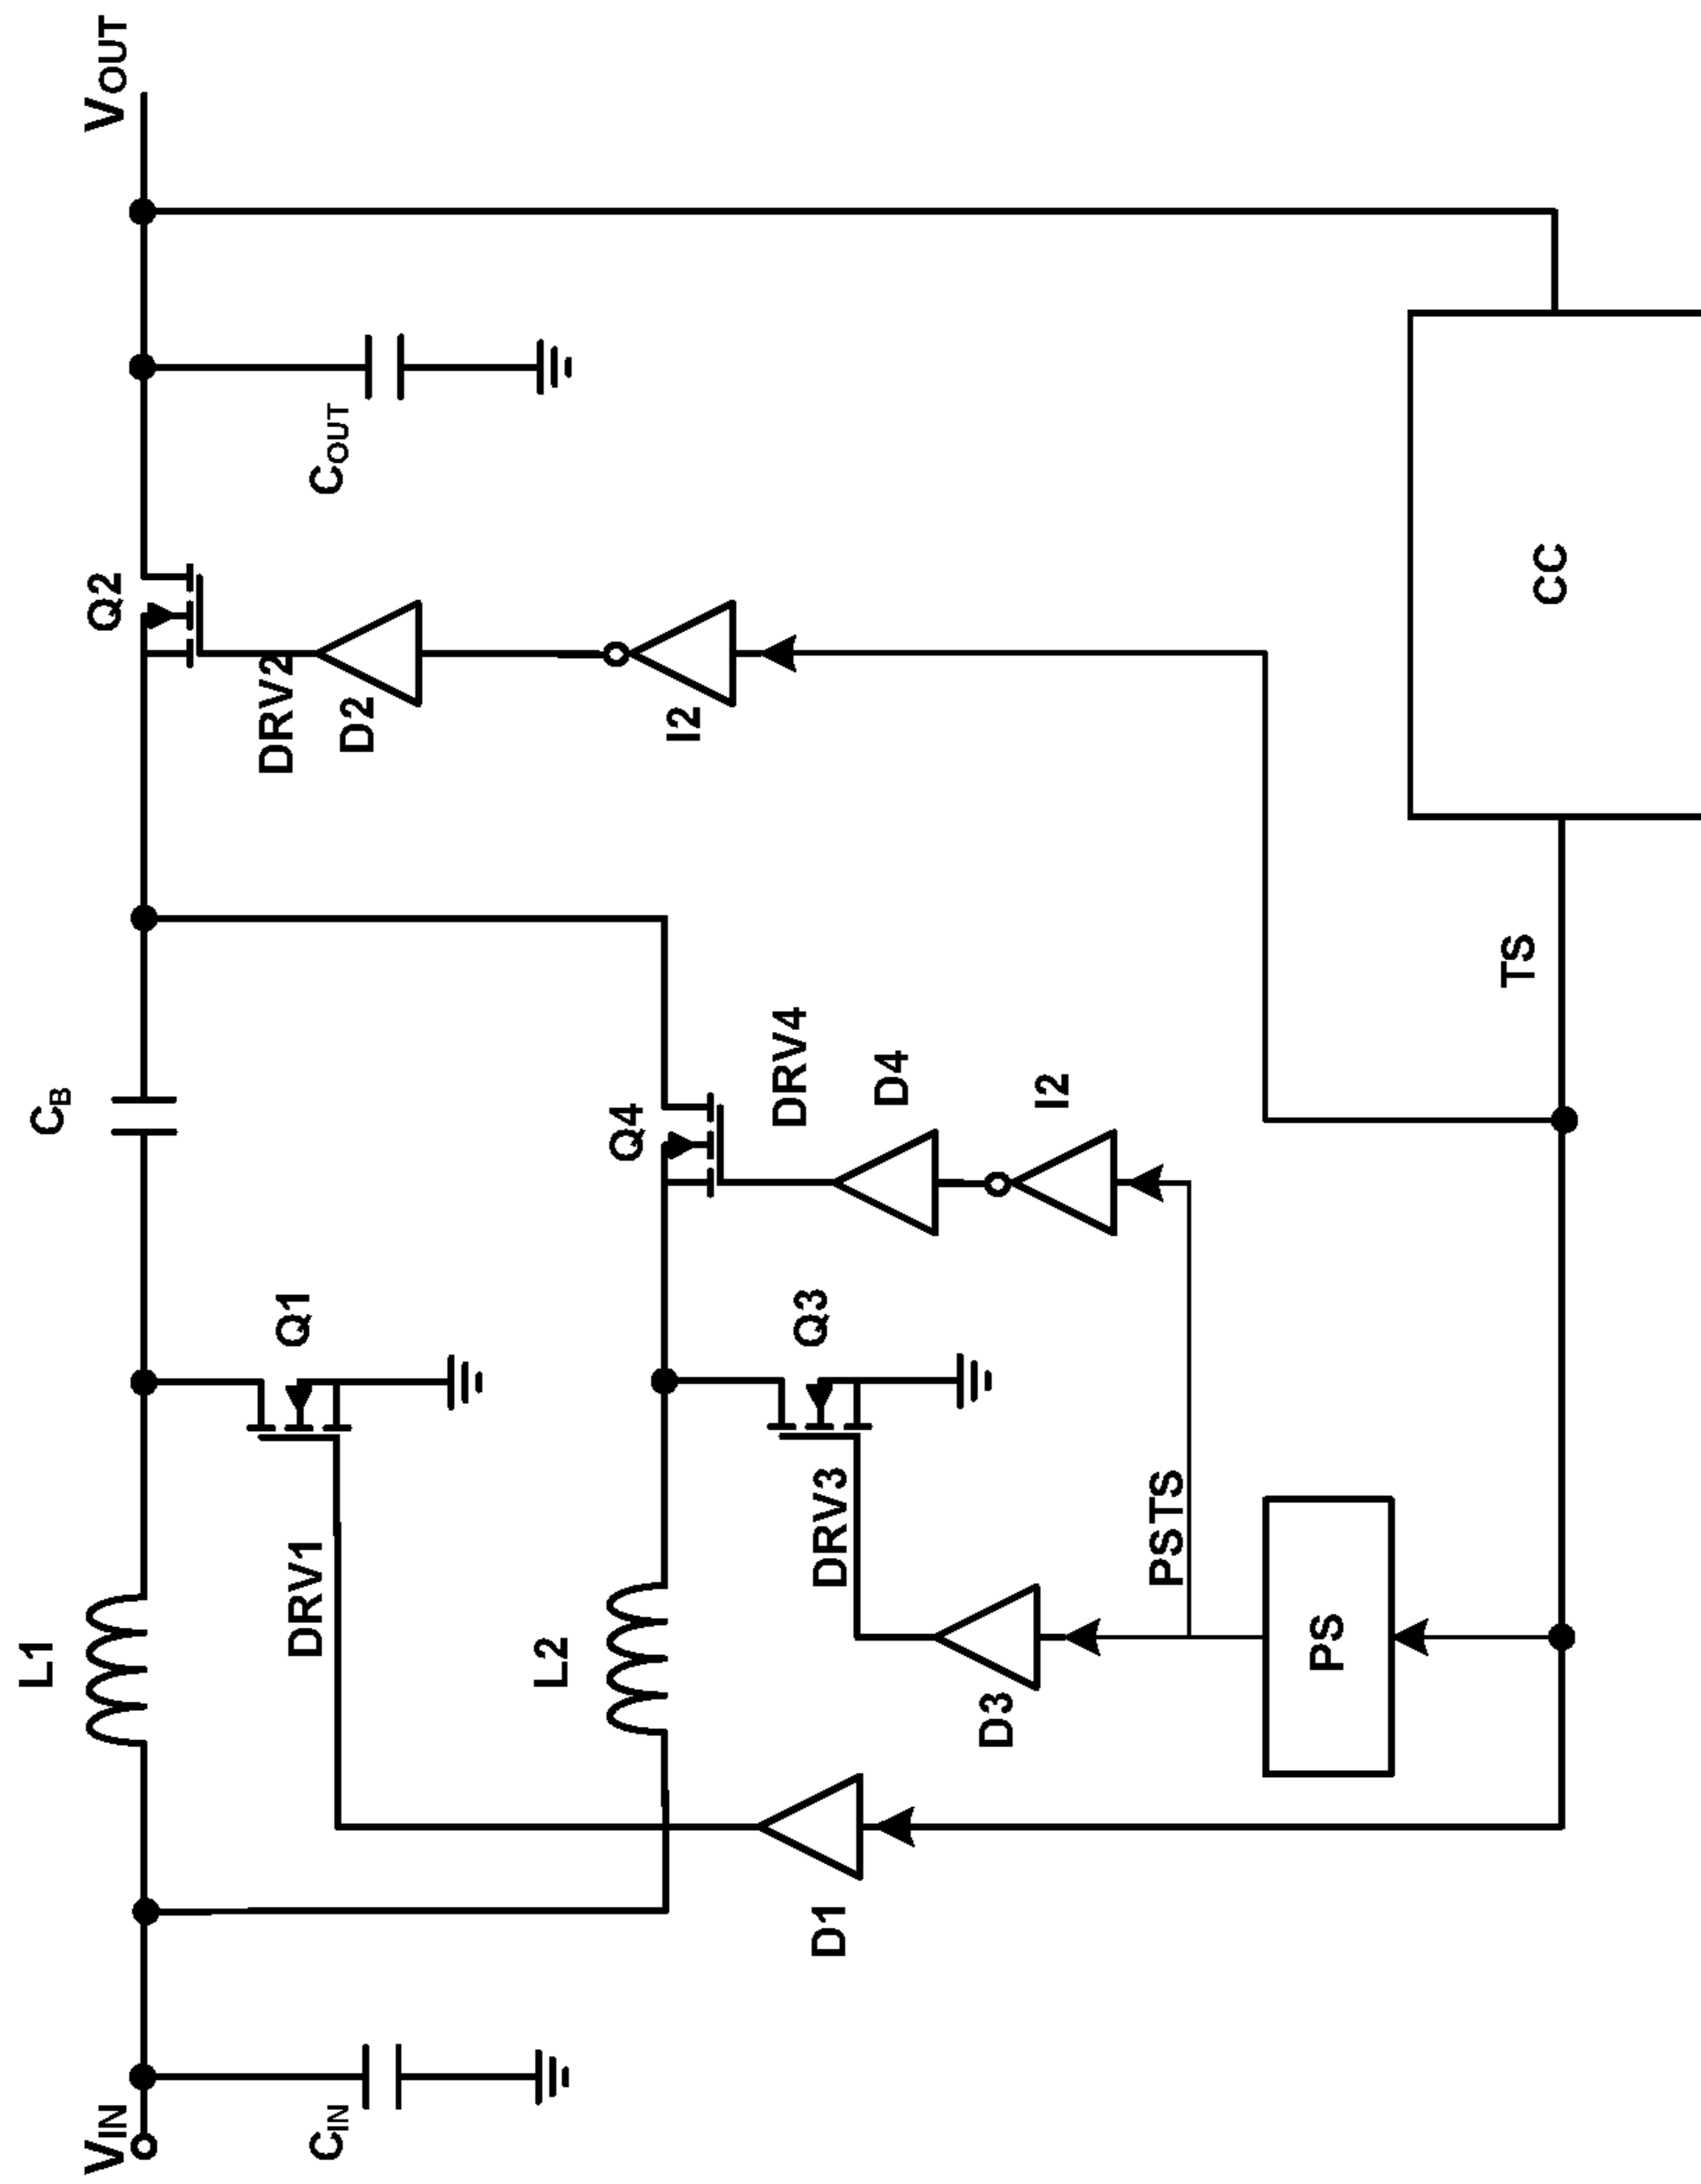 VIN
CIN
L1
DRV1
Q1
CB
Q2
DRV2
D2
I2
COUT
VOUT
L2
Q3
DRV3
Q4
DRV4
D4
I2
D1
D3
PSTS
PS
TS
CC